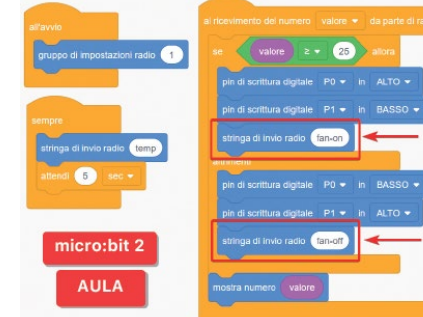 all'avvio
gruppo di impostazioni radio 1
sempre
stringa di invio radio temp
attendi 5 sec
micro:bit 2
AULA
al ricevimento del numero valore da parte di
se valore ≥ 25 allora
pin di scrittura digitale P0 in ALTO
pin di scrittura digitale P1 in BASSO
stringa di invio radio fan-on
altrimenti
pin di scrittura digitale P0 in BASSO
pin di scrittura digitale P1 in ALTO
stringa di invio radio fan-off
mostra numero valore